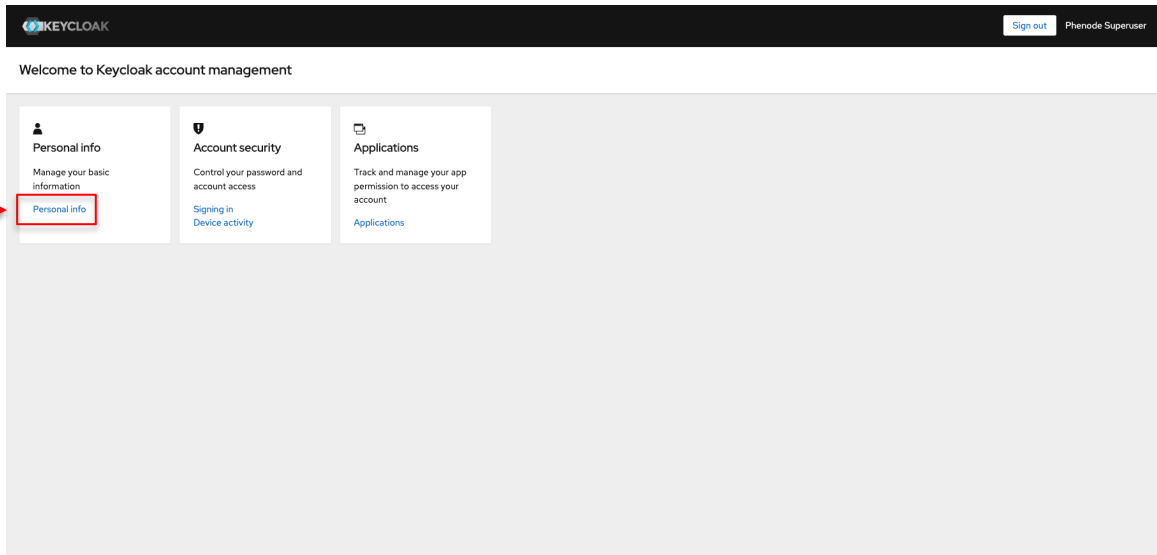 KEYCLOAK
Sign out Phenode Superuser
Welcome to Keycloak account management
Personal info
Manage your basic
information
Personal info
Account security
Control your password and
account access
Signing in
Device activity
Applications
Track and manage your app
permission to access your
account
Applications